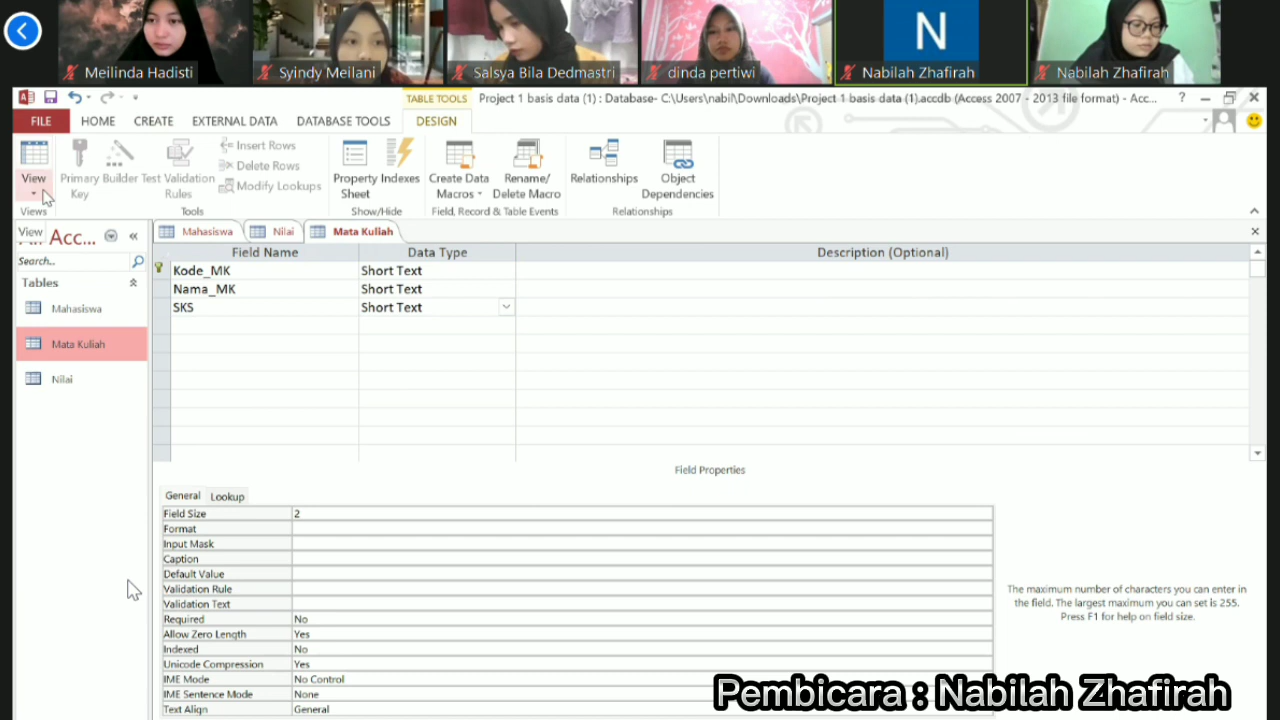 Meilinda Hadisti
Syindy Meilani
Salsya Bila Dedmastri
dinda pertiwi
N
Nabilah Zhafirah
Nabilah Zhafirah
TABLE TOOLS
Project 1 basis data (1) : Database- C:\Users\nabil\Downloads\Project 1 basis data (1).accdb (Access 2007 - 2013 file format) - Acc...
FILE HOME CREATE EXTERNAL DATA DATABASE TOOLS DESIGN
View
Primary Key
Builder
Test Validation Rules
Insert Rows
Delete Rows
Modify Lookups
Property Sheet
Indexes
Create Data Macros
Rename/ Delete Macro
Relationships
Object Dependencies
Views
Tools
Show/Hide
Field, Record & Table Events
Relationships
View
Acc...
Search...
Tables
Mahasiswa
Mata Kuliah
Nilai
Mahasiswa Nilai Mata Kuliah
Field Name Data Type Description (Optional)
Kode_MK Short Text
Nama_MK Short Text
SKS Short Text
Field Properties
General Lookup
Field Size 2
Format
Input Mask
Caption
Default Value
Validation Rule
Validation Text
Required No
Allow Zero Length Yes
Indexed No
Unicode Compression Yes
IME Mode No Control
IME Sentence Mode None
Text Align General
The maximum number of characters you can enter in
the field. The largest maximum you can set is 255.
Press F1 for help on field size.
Pembicara : Nabilah Zhafirah